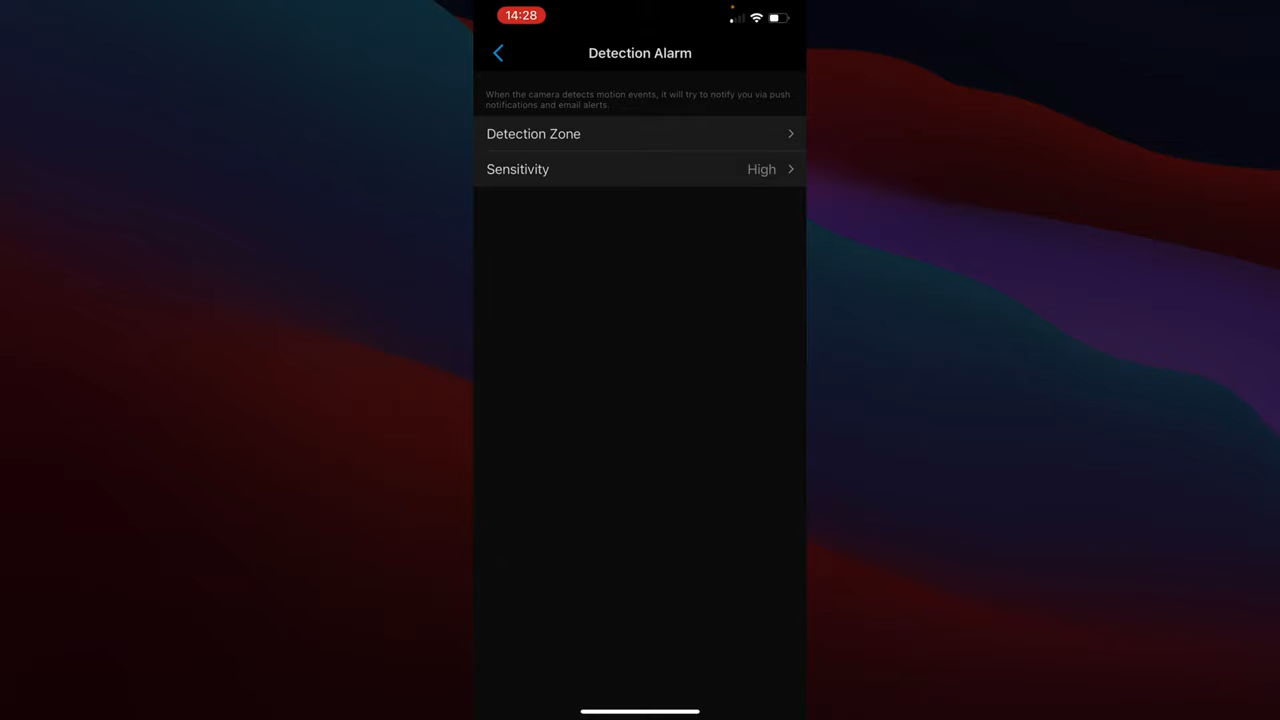 14:28
Detection Alarm
When the camera detects motion events, it will try to notify you via push
notifications and email alerts.
Detection Zone
Sensitivity High